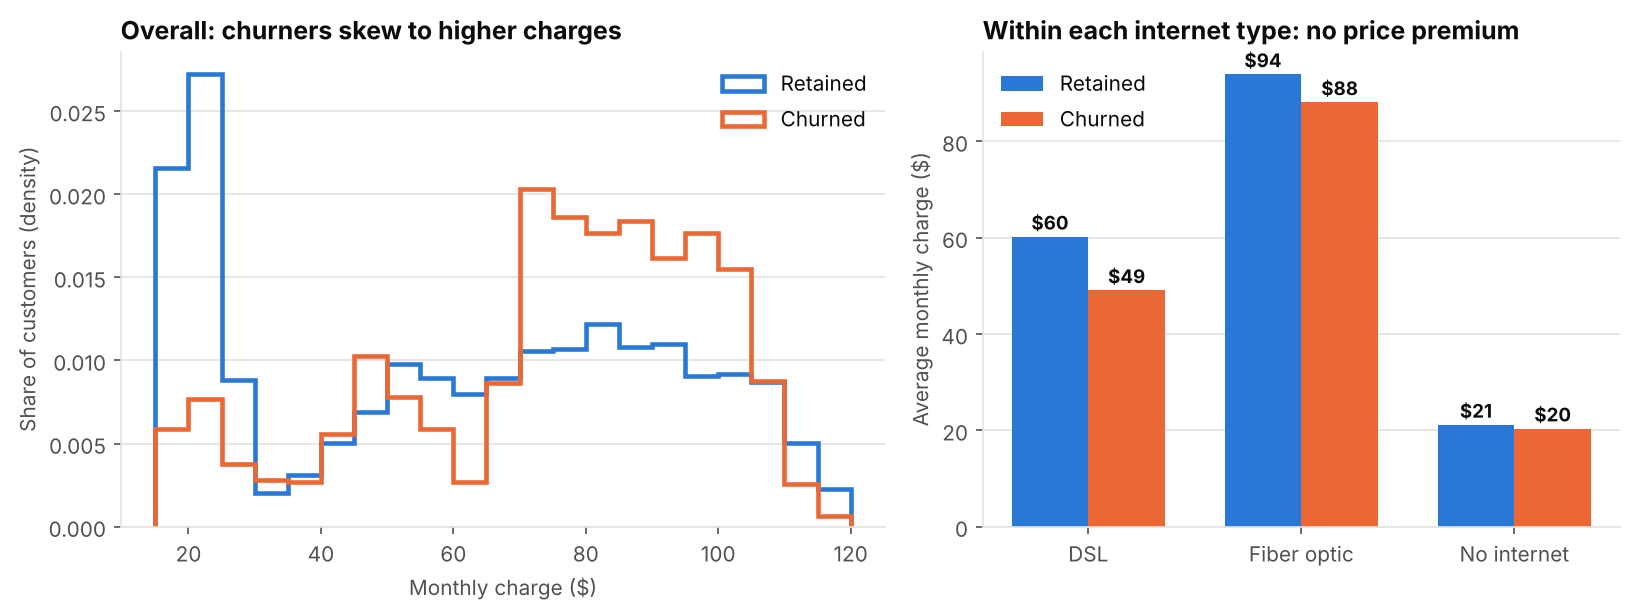 Overall: churners skew to higher charges
Retained
Churned
Share of customers (density)
0.025
0.020
0.015
0.010
0.005
0.000
20 40 60 80 100 120
Monthly charge ($)
Within each internet type: no price premium
Retained
Churned
Average monthly charge ($)
80
60
40
20
0
$60
$49
$94
$88
$21
$20
DSL Fiber optic No internet